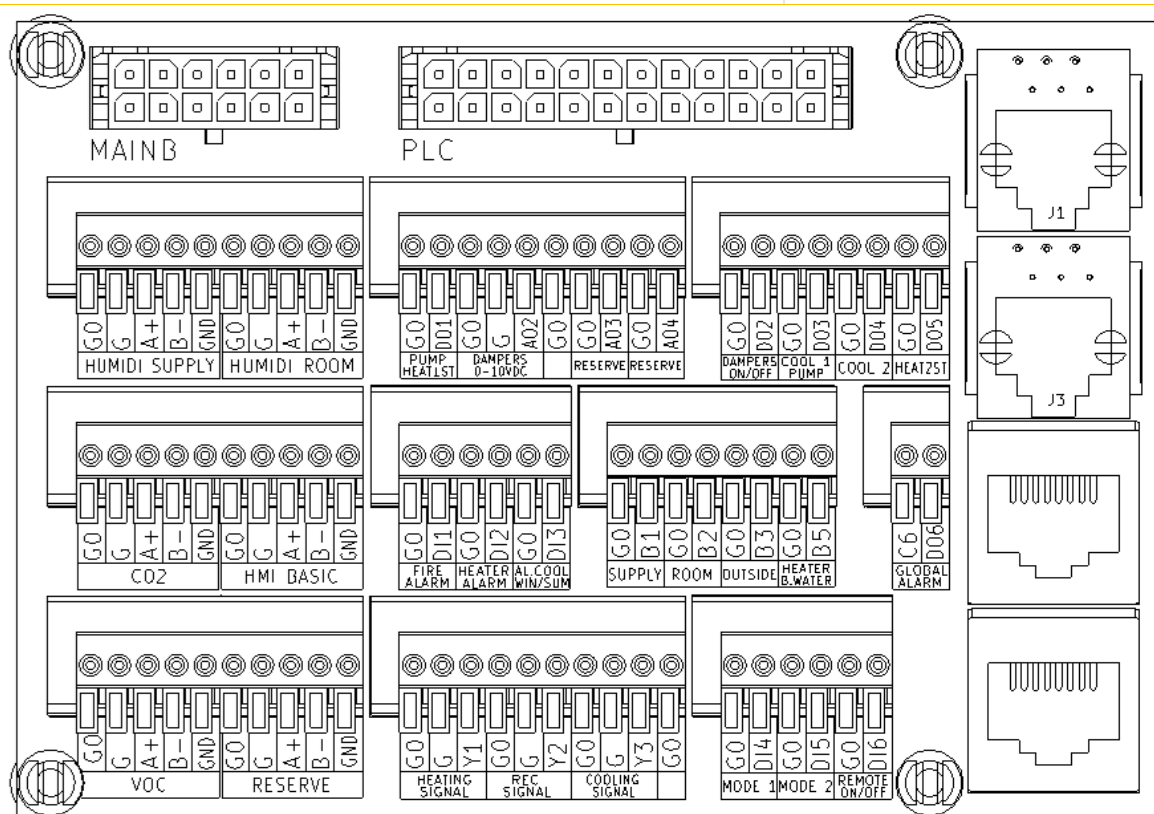 MAINB PLC
J1
G0 G A+ B- GND G0 G A+ B- GND G0 DO1 G0 G AO2 G0 G0 AO3 G0 AO4 G0 DO2 G0 DO3 G0 DO4 G0 DO5
HUMIDI SUPPLY HUMIDI ROOM PUMP HEAT1ST DAMPERS 0-10VDC RESERVE RESERVE DAMPERS ON/OFF COOL 1 PUMP COOL 2 HEAT2ST
J3
G0 G A+ B- GND G0 G A+ B- GND G0 DI1 G0 DI2 G0 DI3 G0 B1 G0 B2 G0 B3 G0 B5 C6 DO6
CO2 HMI BASIC FIRE ALARM HEATER ALARM AL.COOL WIN/SUM SUPPLY ROOM OUTSIDE HEATER B.WATER GLOBAL ALARM
G0 G A+ B- GND G0 G A+ B- GND G0 G Y1 G0 G Y2 G0 G Y3 G0 G0 DI4 G0 DI5 G0 DI6
VOC RESERVE HEATING SIGNAL REC SIGNAL COOLING SIGNAL MODE 1 MODE 2 REMOTE ON/OFF